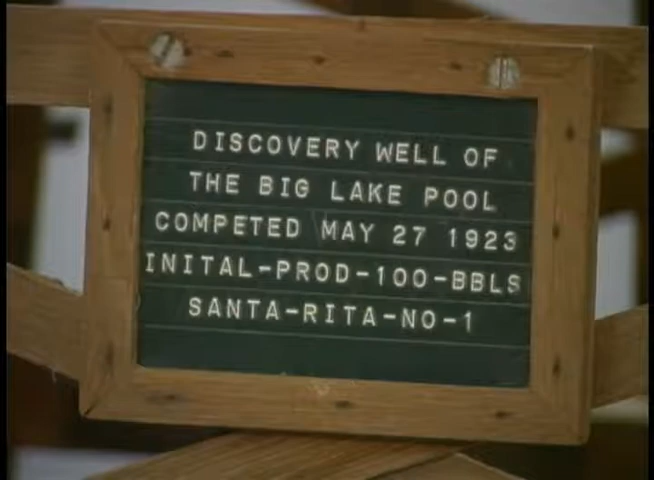 DISCOVERY WELL OF
THE BIG LAKE POOL
COMPETED MAY 27 1923
INITAL-PROD-100-BBLS
SANTA-RITA-NO-1